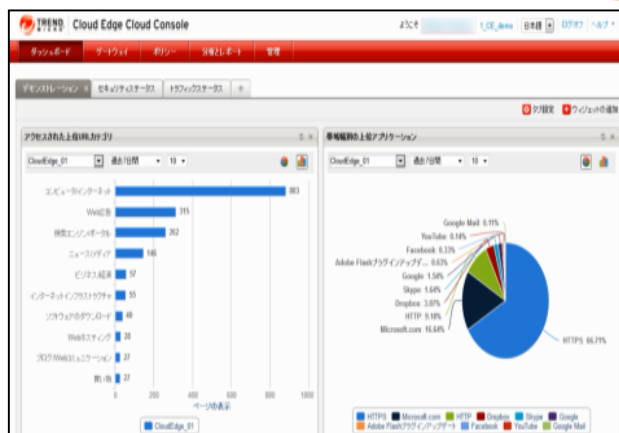 TREND MICRO Cloud Edge Cloud Console
ようこそ 1_CE_demo 日本語 ログオフ ヘルプ
ダッシュボード ゲートウェイ ポリシー 分析とレポート 管理
デモンストレーション × セキュリティステータス トラフィックステータス +
タブ設定 ウィジェットの追加
アクセスされた上位URLカテゴリ
CloudEdge_01 過去7日間 10
コンピュータ/インターネット 883
Web広告 315
検索エンジン/ポータル 262
ニュース/メディア 146
ビジネス/経済 57
インターネットインフラストラクチャ 55
ソフトウェアのダウンロード 40
Webホスティング
ブログ/Webコミュニケーション 27
買い物 27
0 200 400 600 800 1000
ページの表示
CloudEdge_01
帯域幅別の上位アプリケーション
CloudEdge_01 過去7日間 10
Google Mail: 0.11%
YouTube: 0.14%
Facebook: 0.33%
Adobe Flashプラグインアップデ... 0.63%
Google: 1.50%
Skype: 1.64%
Dropbox: 3.07%
HTTP: 9.18%
Microsoft.com: 16.64%
HTTPS: 66.71%
HTTPS Microsoft.com HTTP Dropbox Skype Google
Adobe Flashプラグインアップデート Facebook YouTube Google Mail